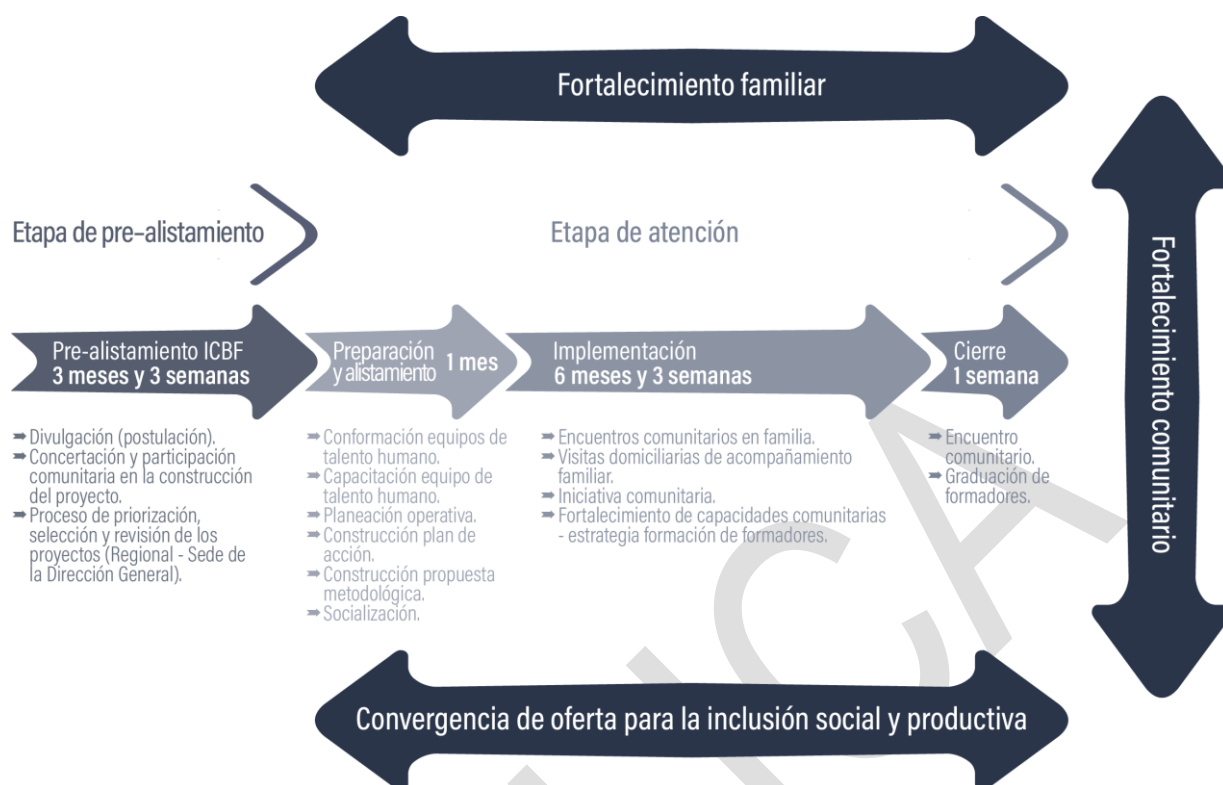 Fortalecimiento familiar
Etapa de pre-alistamiento
Etapa de atención
Pre-alistamiento ICBF
3 meses y 3 semanas
➡ Divulgación (postulación).
➡ Concertación y participación
comunitaria en la construcción
del proyecto.
➡ Proceso de priorización,
selección y revisión de los
proyectos (Regional - Sede de
la Dirección General).
Preparación
y alistamiento 1 mes
➡ Conformación equipos de
talento humano.
➡ Capacitación equipo de
talento humano.
➡ Planeación operativa.
➡ Construcción plan de
acción.
➡ Construcción propuesta
metodológica.
➡ Socialización.
Implementación
6 meses y 3 semanas
➡ Encuentros comunitarios en familia.
➡ Visitas domiciliarias de acompañamiento
familiar.
➡ Iniciativa comunitaria.
➡ Fortalecimiento de capacidades comunitarias
- estrategia formación de formadores.
Cierre
1 semana
➡ Encuentro
comunitario.
➡ Graduación de
formadores.
Fortalecimiento comunitario
Convergencia de oferta para la inclusión social y productiva